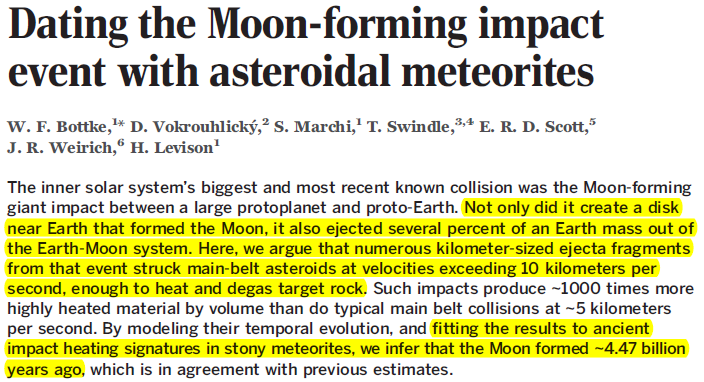 Dating the Moon-forming impact
event with asteroidal meteorites
W. F. Bottke,¹* D. Vokrouhlický,² S. Marchi,¹ T. Swindle,³,⁴ E. R. D. Scott,⁵
J. R. Weirich,⁶ H. Levison¹
The inner solar system’s biggest and most recent known collision was the Moon-forming
giant impact between a large protoplanet and proto-Earth. Not only did it create a disk
near Earth that formed the Moon, it also ejected several percent of an Earth mass out of
the Earth-Moon system. Here, we argue that numerous kilometer-sized ejecta fragments
from that event struck main-belt asteroids at velocities exceeding 10 kilometers per
second, enough to heat and degas target rock. Such impacts produce ~1000 times more
highly heated material by volume than do typical main belt collisions at ~5 kilometers
per second. By modeling their temporal evolution, and fitting the results to ancient
impact heating signatures in stony meteorites, we infer that the Moon formed ~4.47 billion
years ago, which is in agreement with previous estimates.